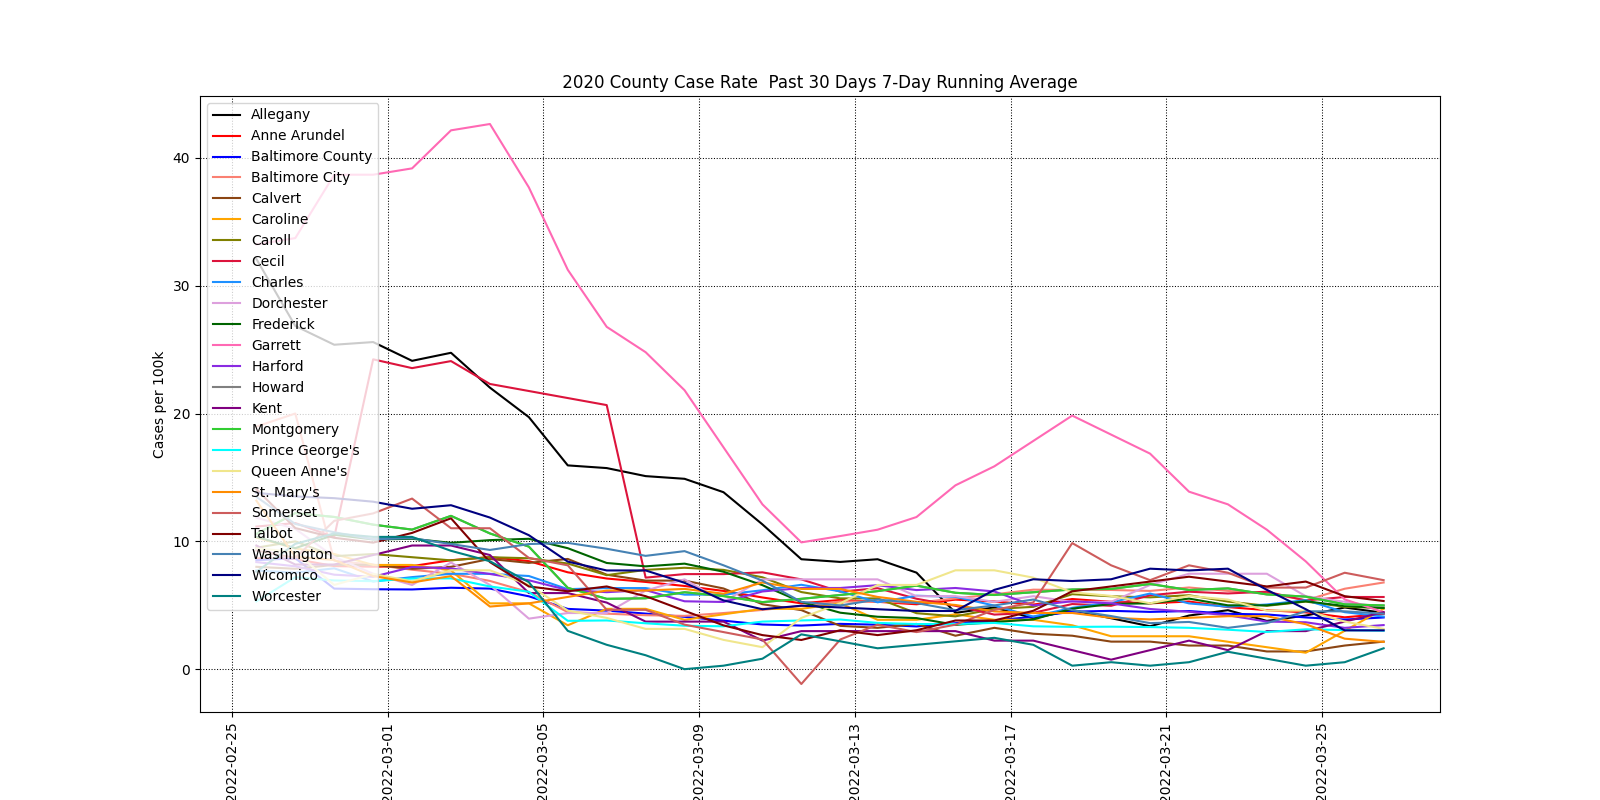 2020 County Case Rate  Past 30 Days 7-Day Running Average
Cases per 100k
40
30
20
10
0
Allegany
Anne Arundel
Baltimore County
Baltimore City
Calvert
Caroline
Caroll
Cecil
Charles
Dorchester
Frederick
Garrett
Harford
Howard
Kent
Montgomery
Prince George's
Queen Anne's
St. Mary's
Somerset
Talbot
Washington
Wicomico
Worcester
2022-02-25
2022-03-01
2022-03-05
2022-03-09
2022-03-13
2022-03-17
2022-03-21
2022-03-25